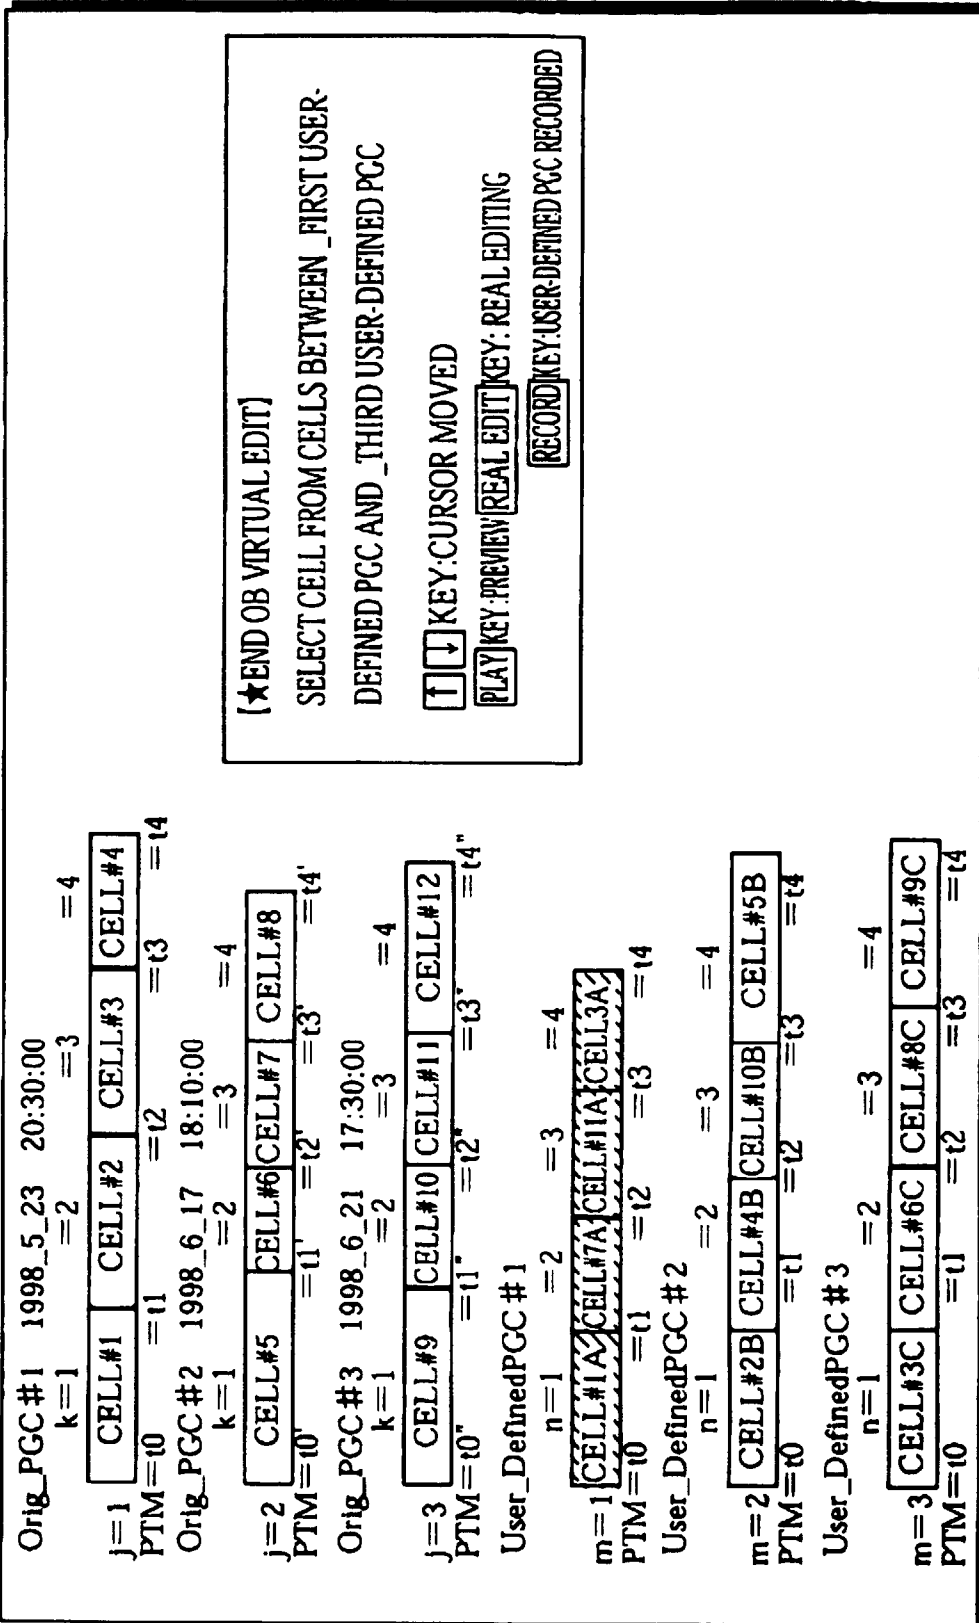 Orig_PGC#1 1998_5_23 20:30:00
k=1 =2 =3 =4
j=1 CELL#1 CELL#2 CELL#3 CELL#4
PTM=t0 =t1 =t2 =t3 =t4
Orig_PGC#2 1998_6_17 18:10:00
k=1 =2 =3 =4
j=2 CELL#5 CELL#6 CELL#7 CELL#8
PTM=t0' =t1' =t2' =t3' =t4'
Orig_PGC#3 1998_6_21 17:30:00
k=1 =2 =3 =4
j=3 CELL#9 CELL#10 CELL#11 CELL#12
PTM=t0" =t1" =t2" =t3" =t4"
User_DefinedPGC#1
n=1 =2 =3 =4
m=1 CELL#1A CELL#7A CELL#11A CELL3A
PTM=t0 =t1 =t2 =t3 =t4
User_DefinedPGC#2
n=1 =2 =3 =4
m=2 CELL#2B CELL#4B CELL#10B CELL#5B
PTM=t0 =t1 =t2 =t3 =t4
User_DefinedPGC#3
n=1 =2 =3 =4
m=3 CELL#3C CELL#6C CELL#8C CELL#9C
PTM=t0 =t1 =t2 =t3 =t4
[★END OB VIRTUAL EDIT]
SELECT CELL FROM CELLS BETWEEN _FIRST USER-
DEFINED PGC AND _THIRD USER-DEFINED PGC
↑ ↓ KEY:CURSOR MOVED
PLAY KEY:PREVIEW REAL EDIT KEY: REAL EDITING
RECORD KEY:USER-DEFINED PGC RECORDED